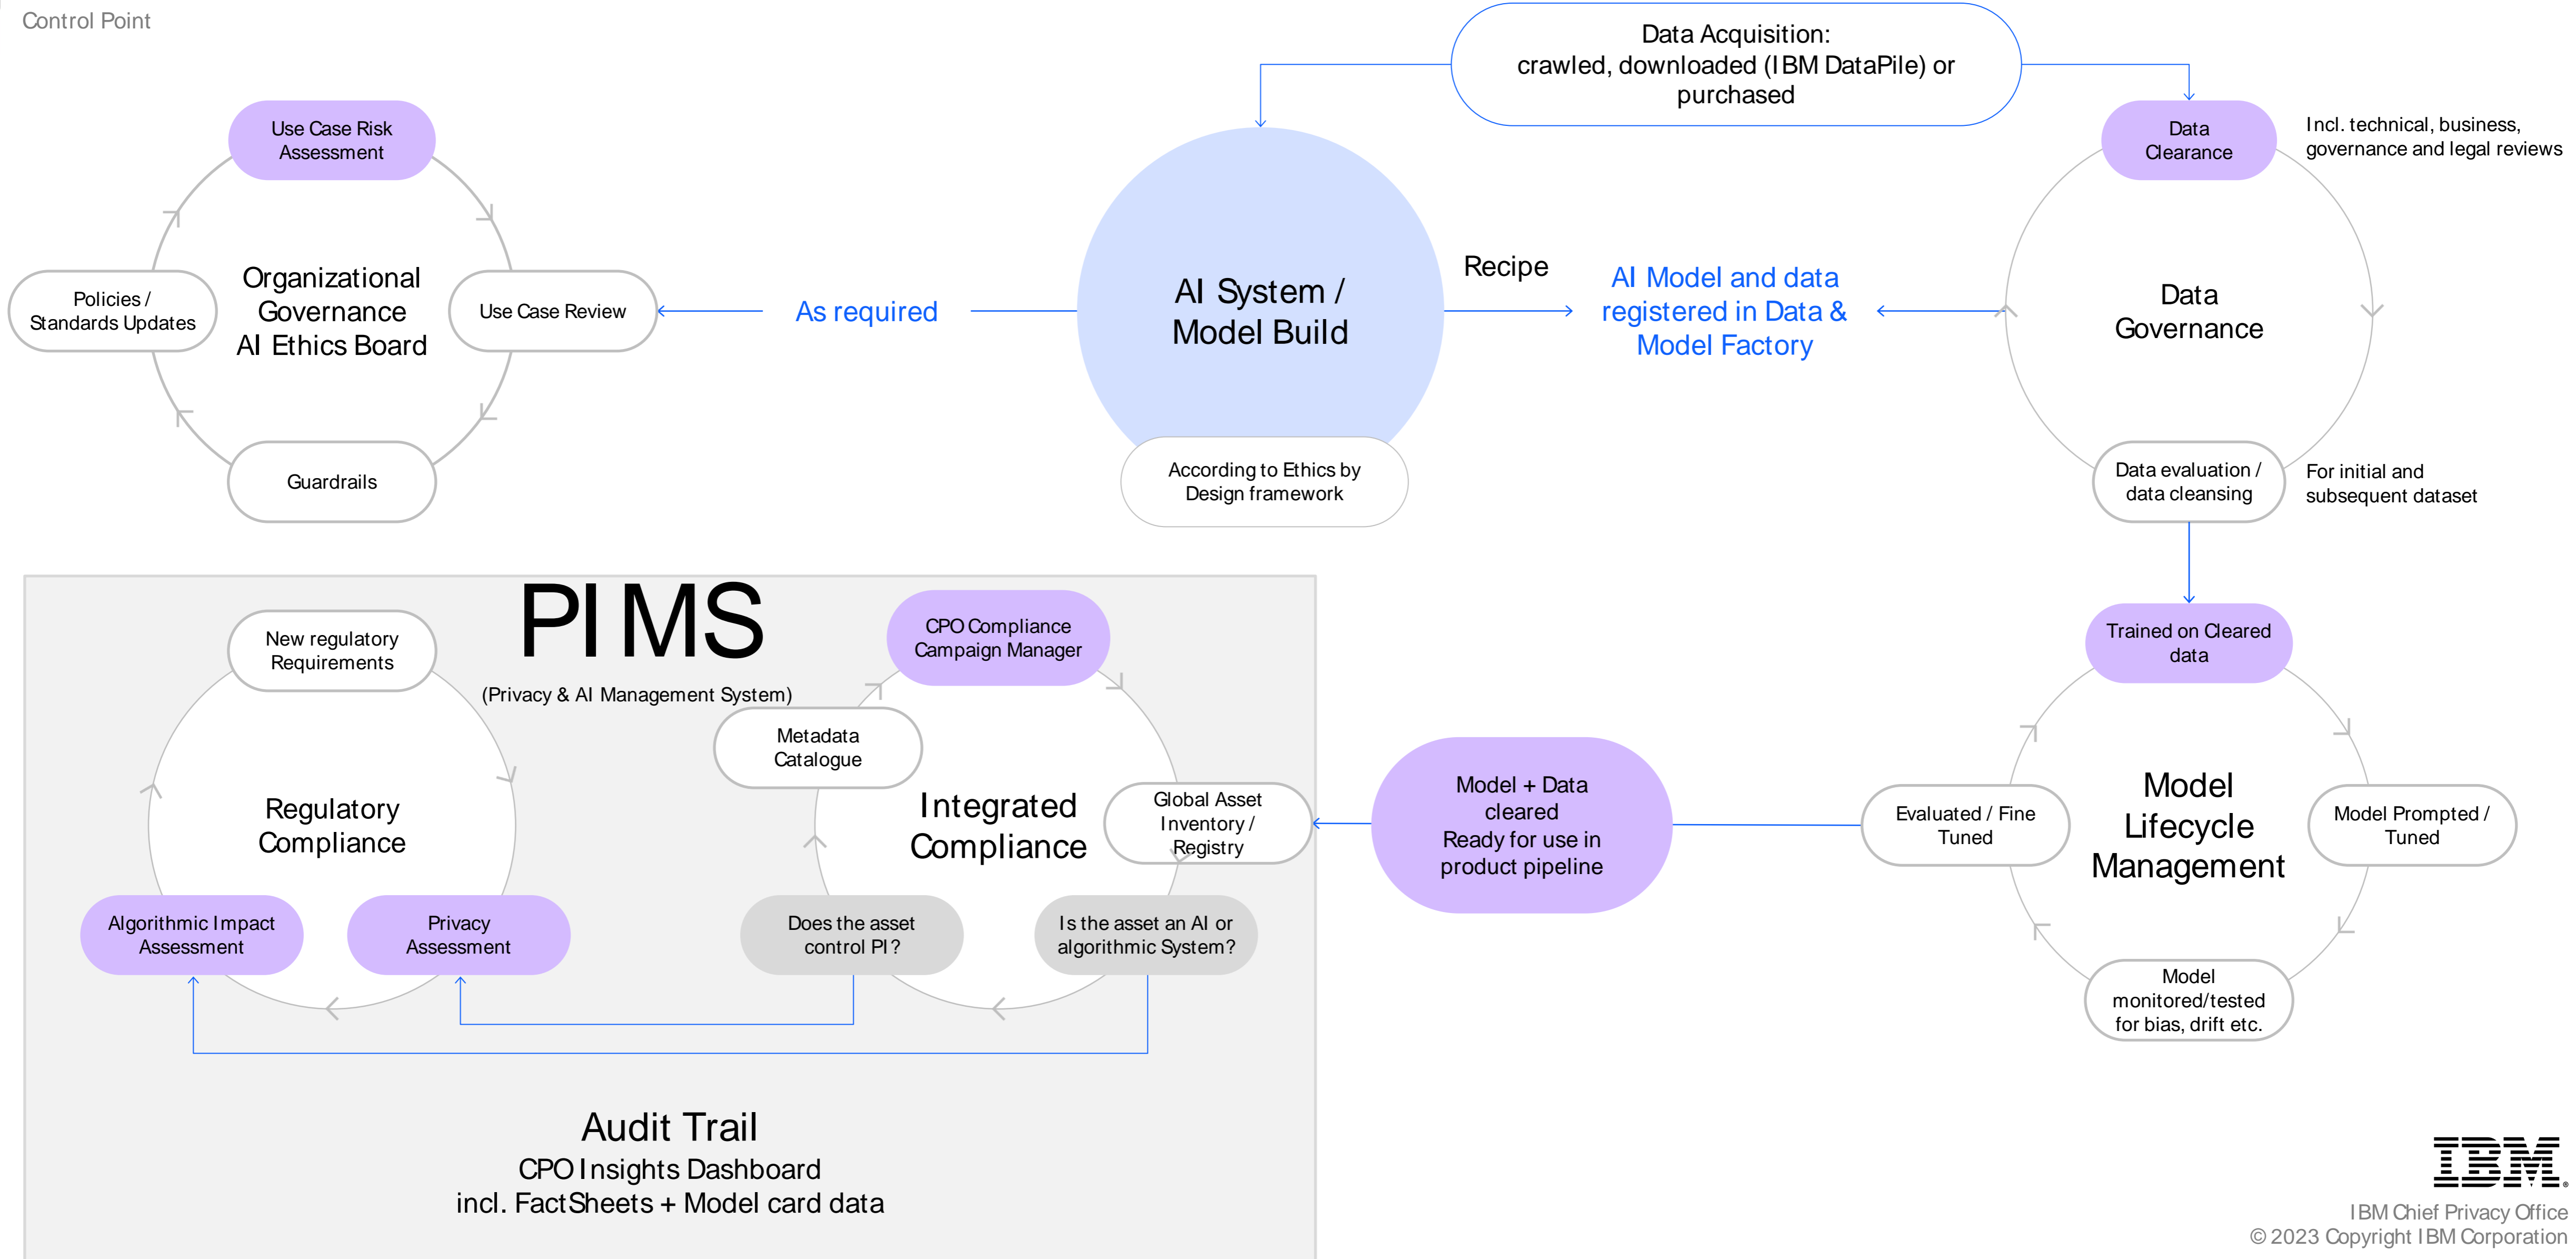 Control Point
Data Acquisition:
crawled, downloaded (IBM DataPile) or
purchased
Use Case Risk
Assessment
Organizational
Governance
AI Ethics Board
Policies /
Standards Updates
Use Case Review
Guardrails
As required
AI System /
Model Build
According to Ethics by
Design framework
Recipe
AI Model and data
registered in Data &
Model Factory
Data
Clearance
Incl. technical, business,
governance and legal reviews
Data
Governance
Data evaluation /
data cleansing
For initial and
subsequent dataset
PIMS
(Privacy & AI Management System)
New regulatory
Requirements
Regulatory
Compliance
Algorithmic Impact
Assessment
Privacy
Assessment
CPO Compliance
Campaign Manager
Metadata
Catalogue
Integrated
Compliance
Global Asset
Inventory /
Registry
Does the asset
control PI?
Is the asset an AI or
algorithmic System?
Audit Trail
CPO Insights Dashboard
incl. FactSheets + Model card data
Model + Data
cleared
Ready for use in
product pipeline
Trained on Cleared
data
Model
Lifecycle
Management
Evaluated / Fine
Tuned
Model Prompted /
Tuned
Model
monitored/tested
for bias, drift etc.
IBM®
IBM Chief Privacy Office
© 2023 Copyright IBM Corporation